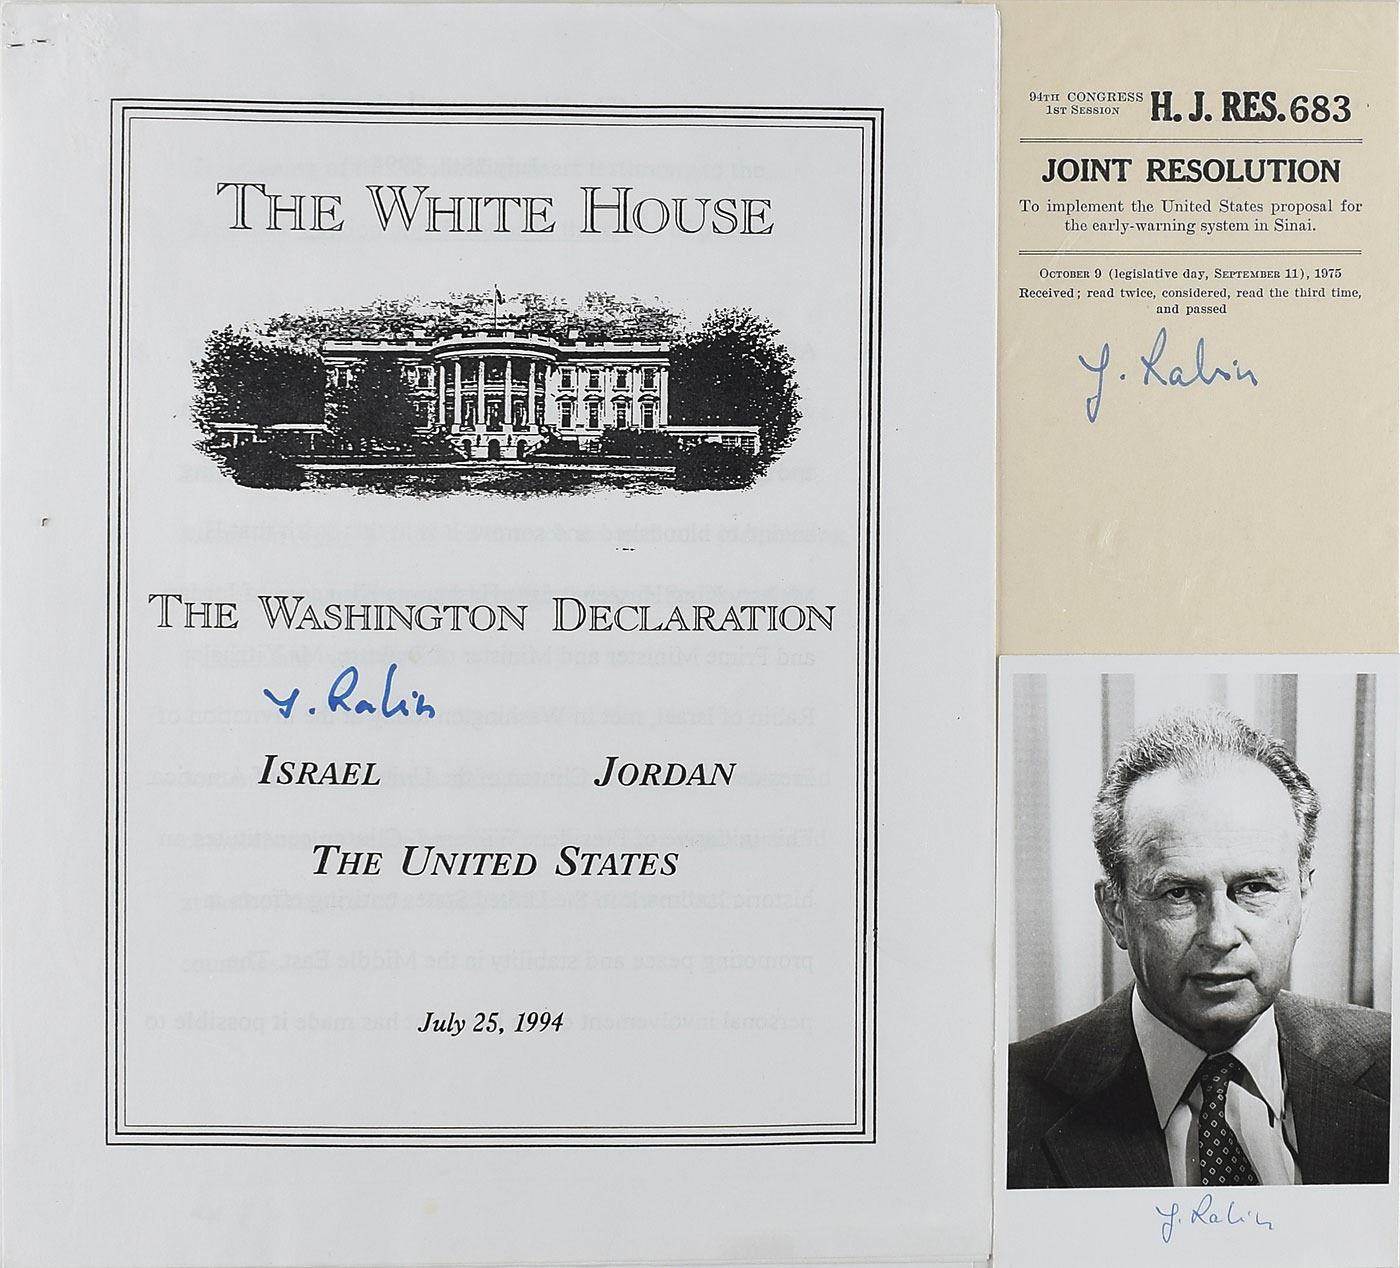 THE WHITE HOUSE
THE WASHINGTON DECLARATION
Y. Rabin
ISRAEL JORDAN
THE UNITED STATES
July 25, 1994
94TH CONGRESS
1ST SESSION
H. J. RES. 683
JOINT RESOLUTION
To implement the United States proposal for
the early-warning system in Sinai.
OCTOBER 9 (legislative day, SEPTEMBER 11), 1975
Received; read twice, considered, read the third time,
and passed
Y. Rabin
Y. Rabin